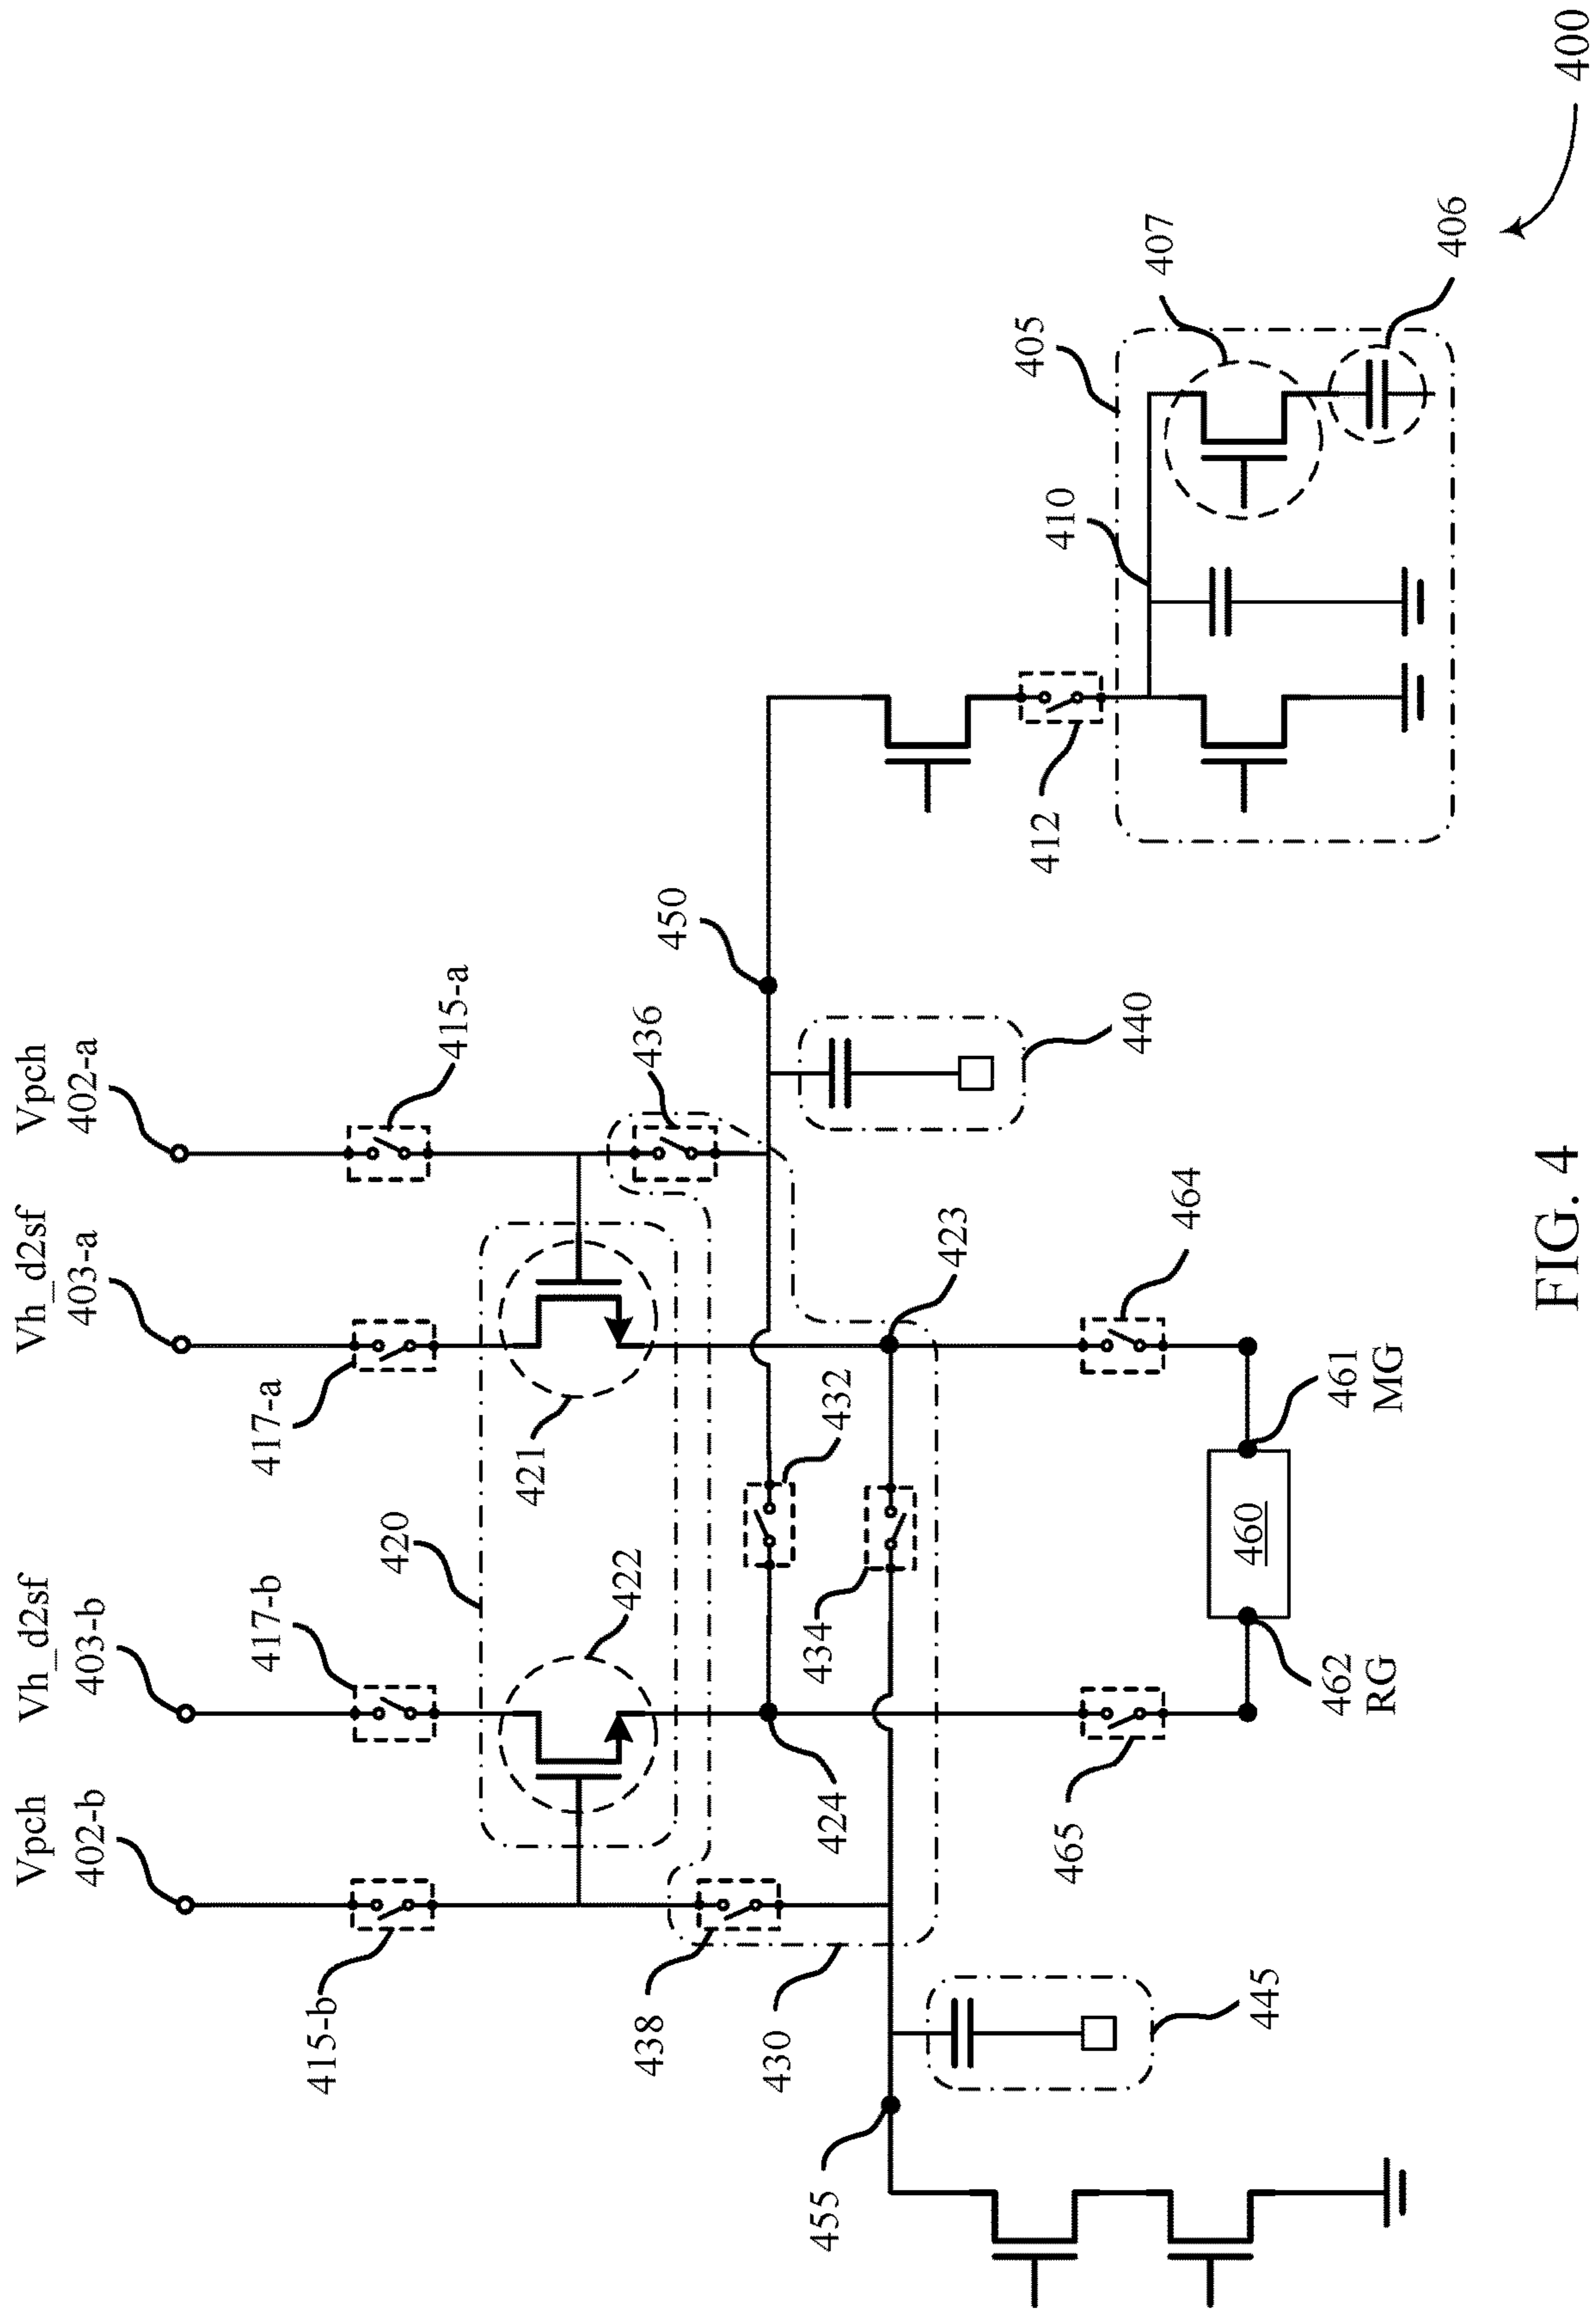 Vpch
402-b
Vh_d2sf
403-b
Vh_d2sf
403-a
Vpch
402-a
417-b
417-a
415-b
420
415-a
421
422
438
436
450
430
455
424
434
432
423
405
412
410
465
440
407
464
460
445
462
RG
461
MG
406
FIG. 4
400